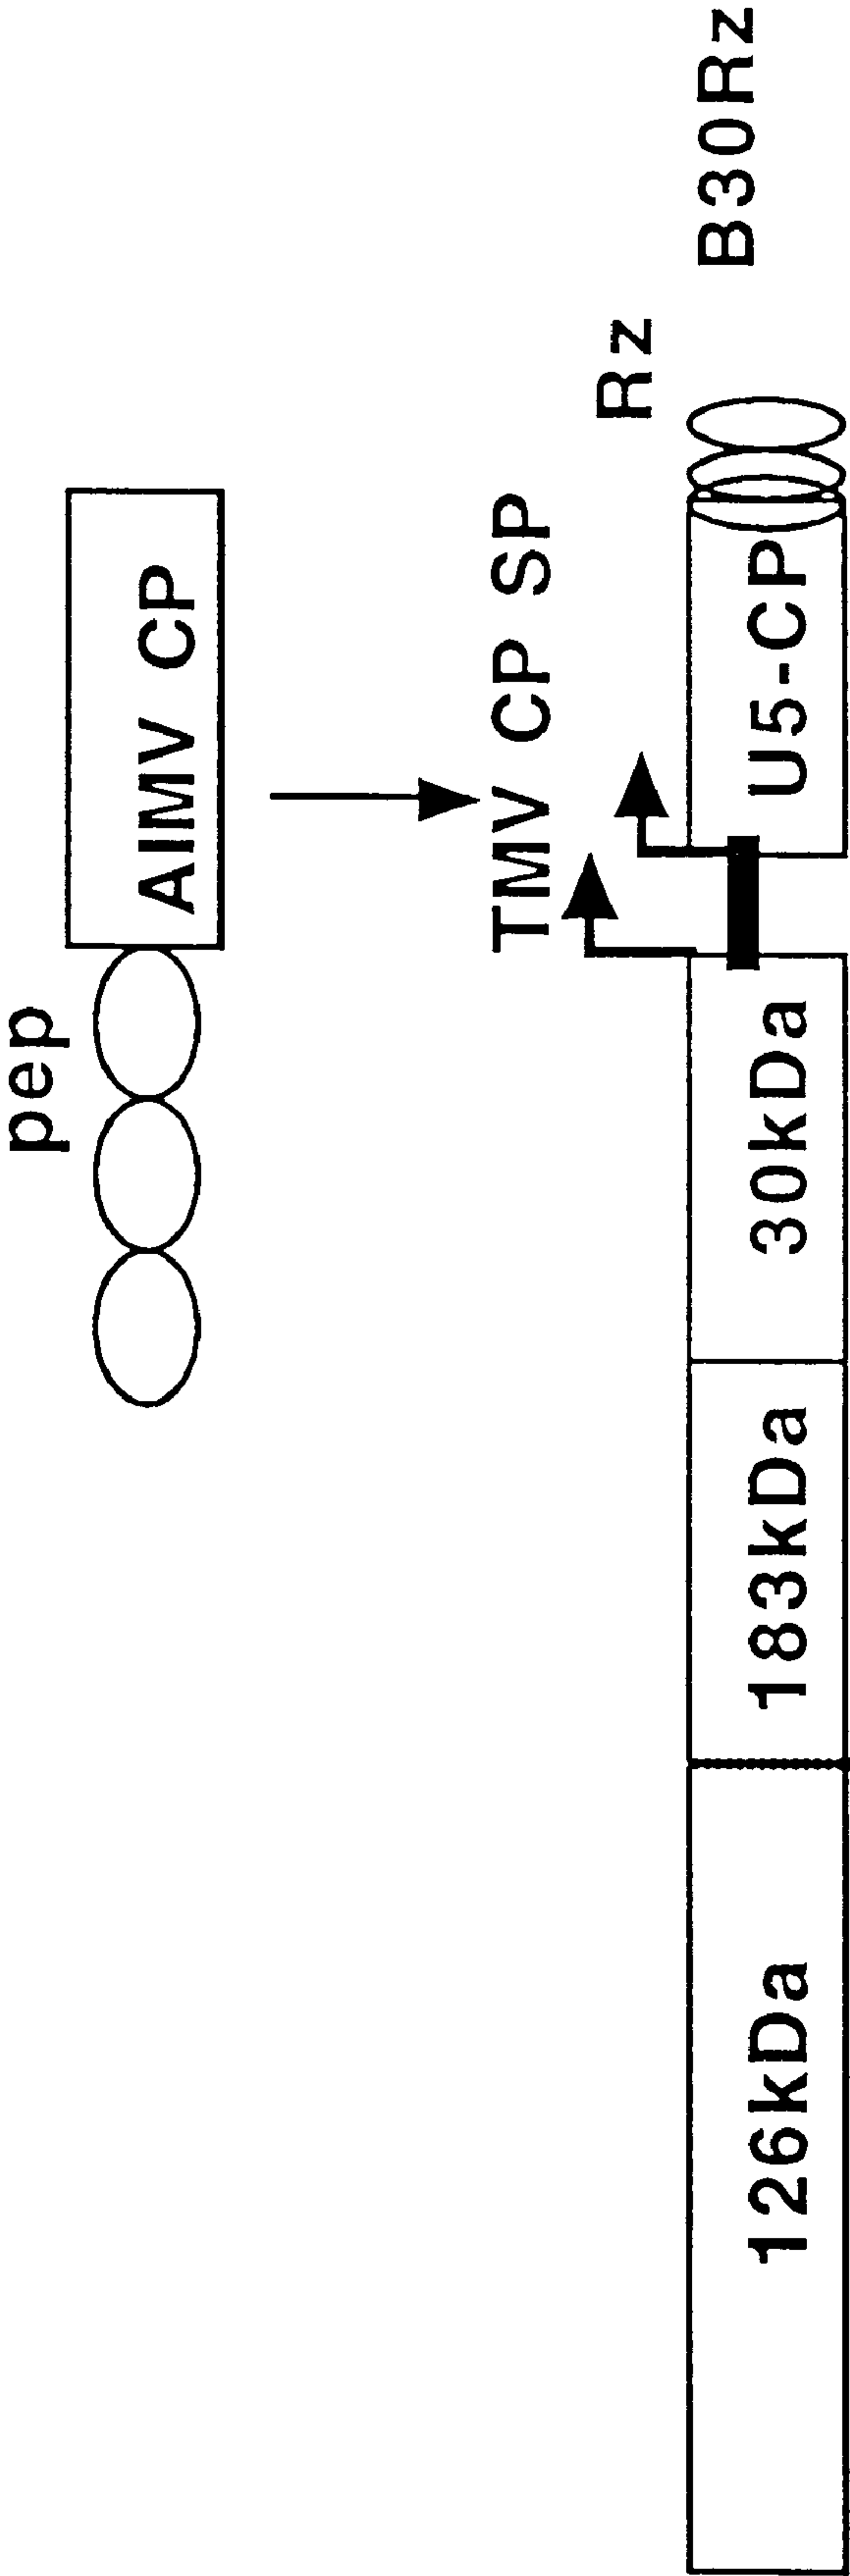 pep
AlMV CP
TMV CP SP
Rz
126kDa 183kDa 30kDa U5-CP B30Rz